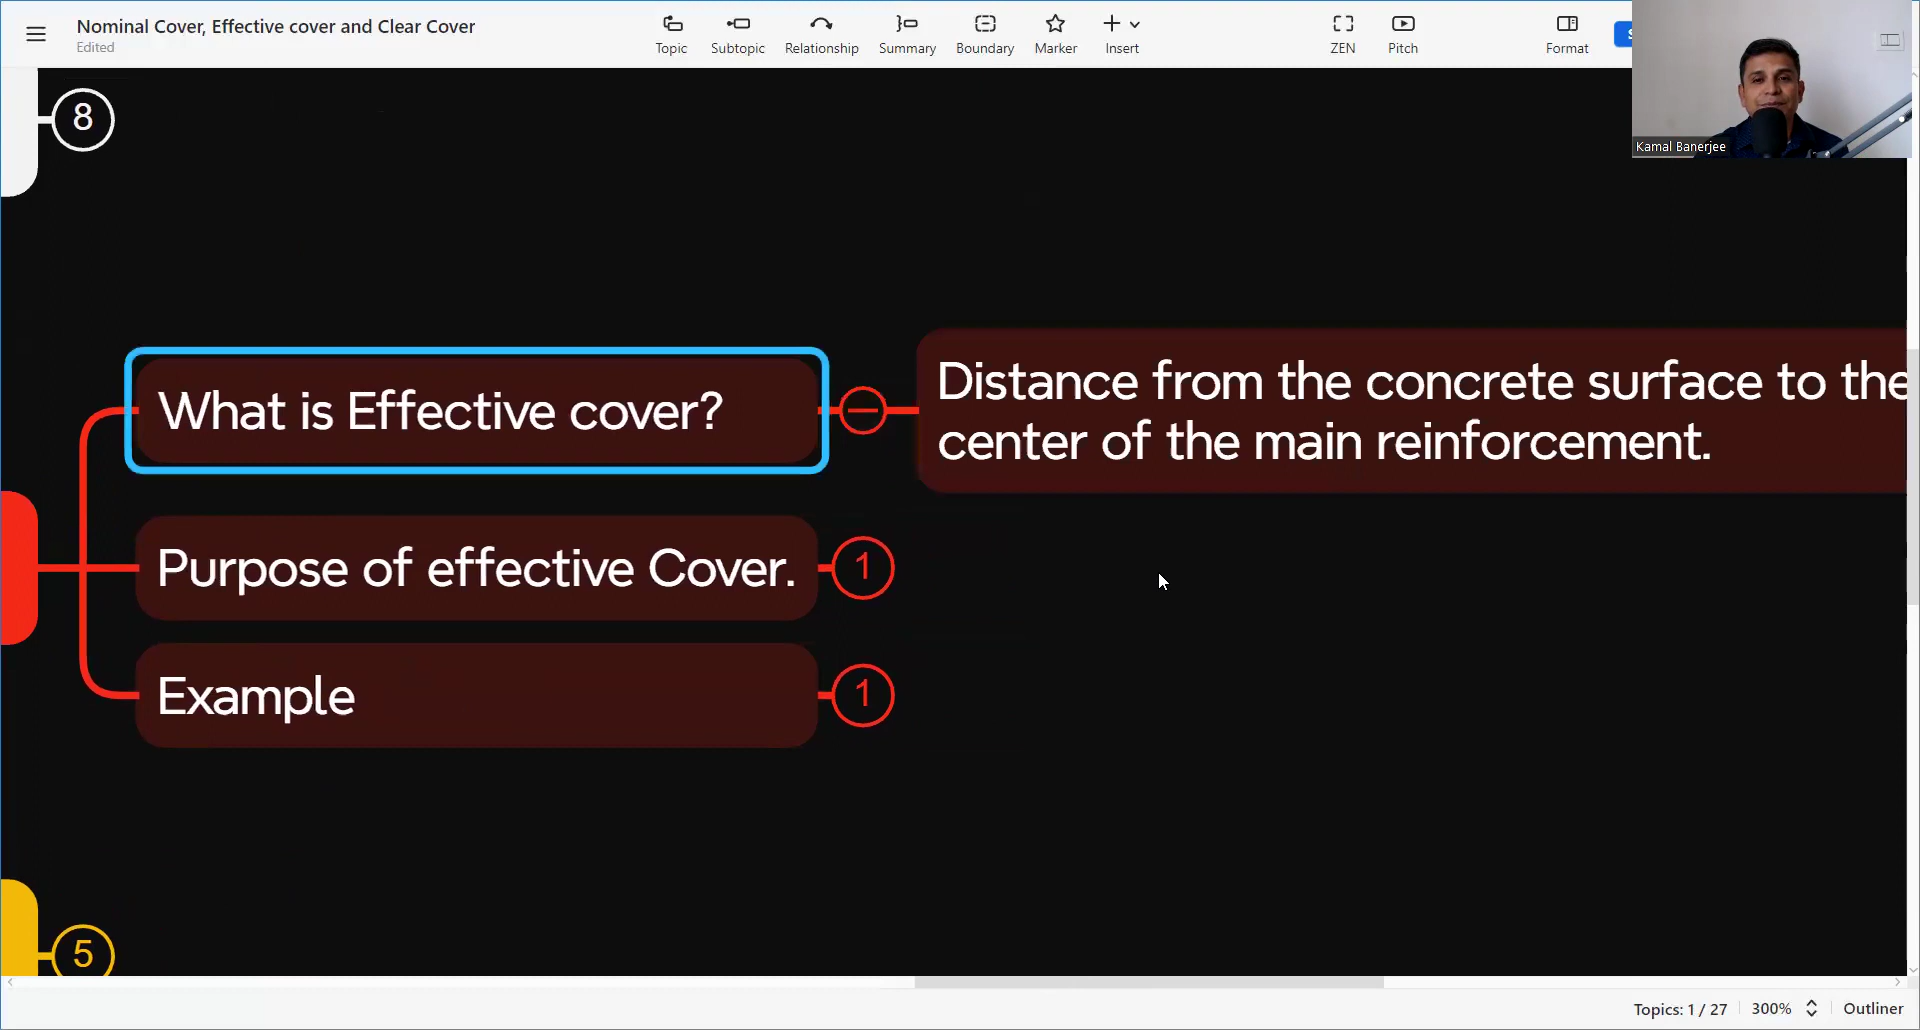 Nominal Cover, Effective cover and Clear Cover
Edited
Topic
Subtopic
Relationship
Summary
Boundary
Marker
Insert
ZEN
Pitch
Format
Kamal Banerjee
8
What is Effective cover?
Distance from the concrete surface to the
center of the main reinforcement.
Purpose of effective Cover.
1
Example
1
5
Topics: 1 / 27
300%
Outliner